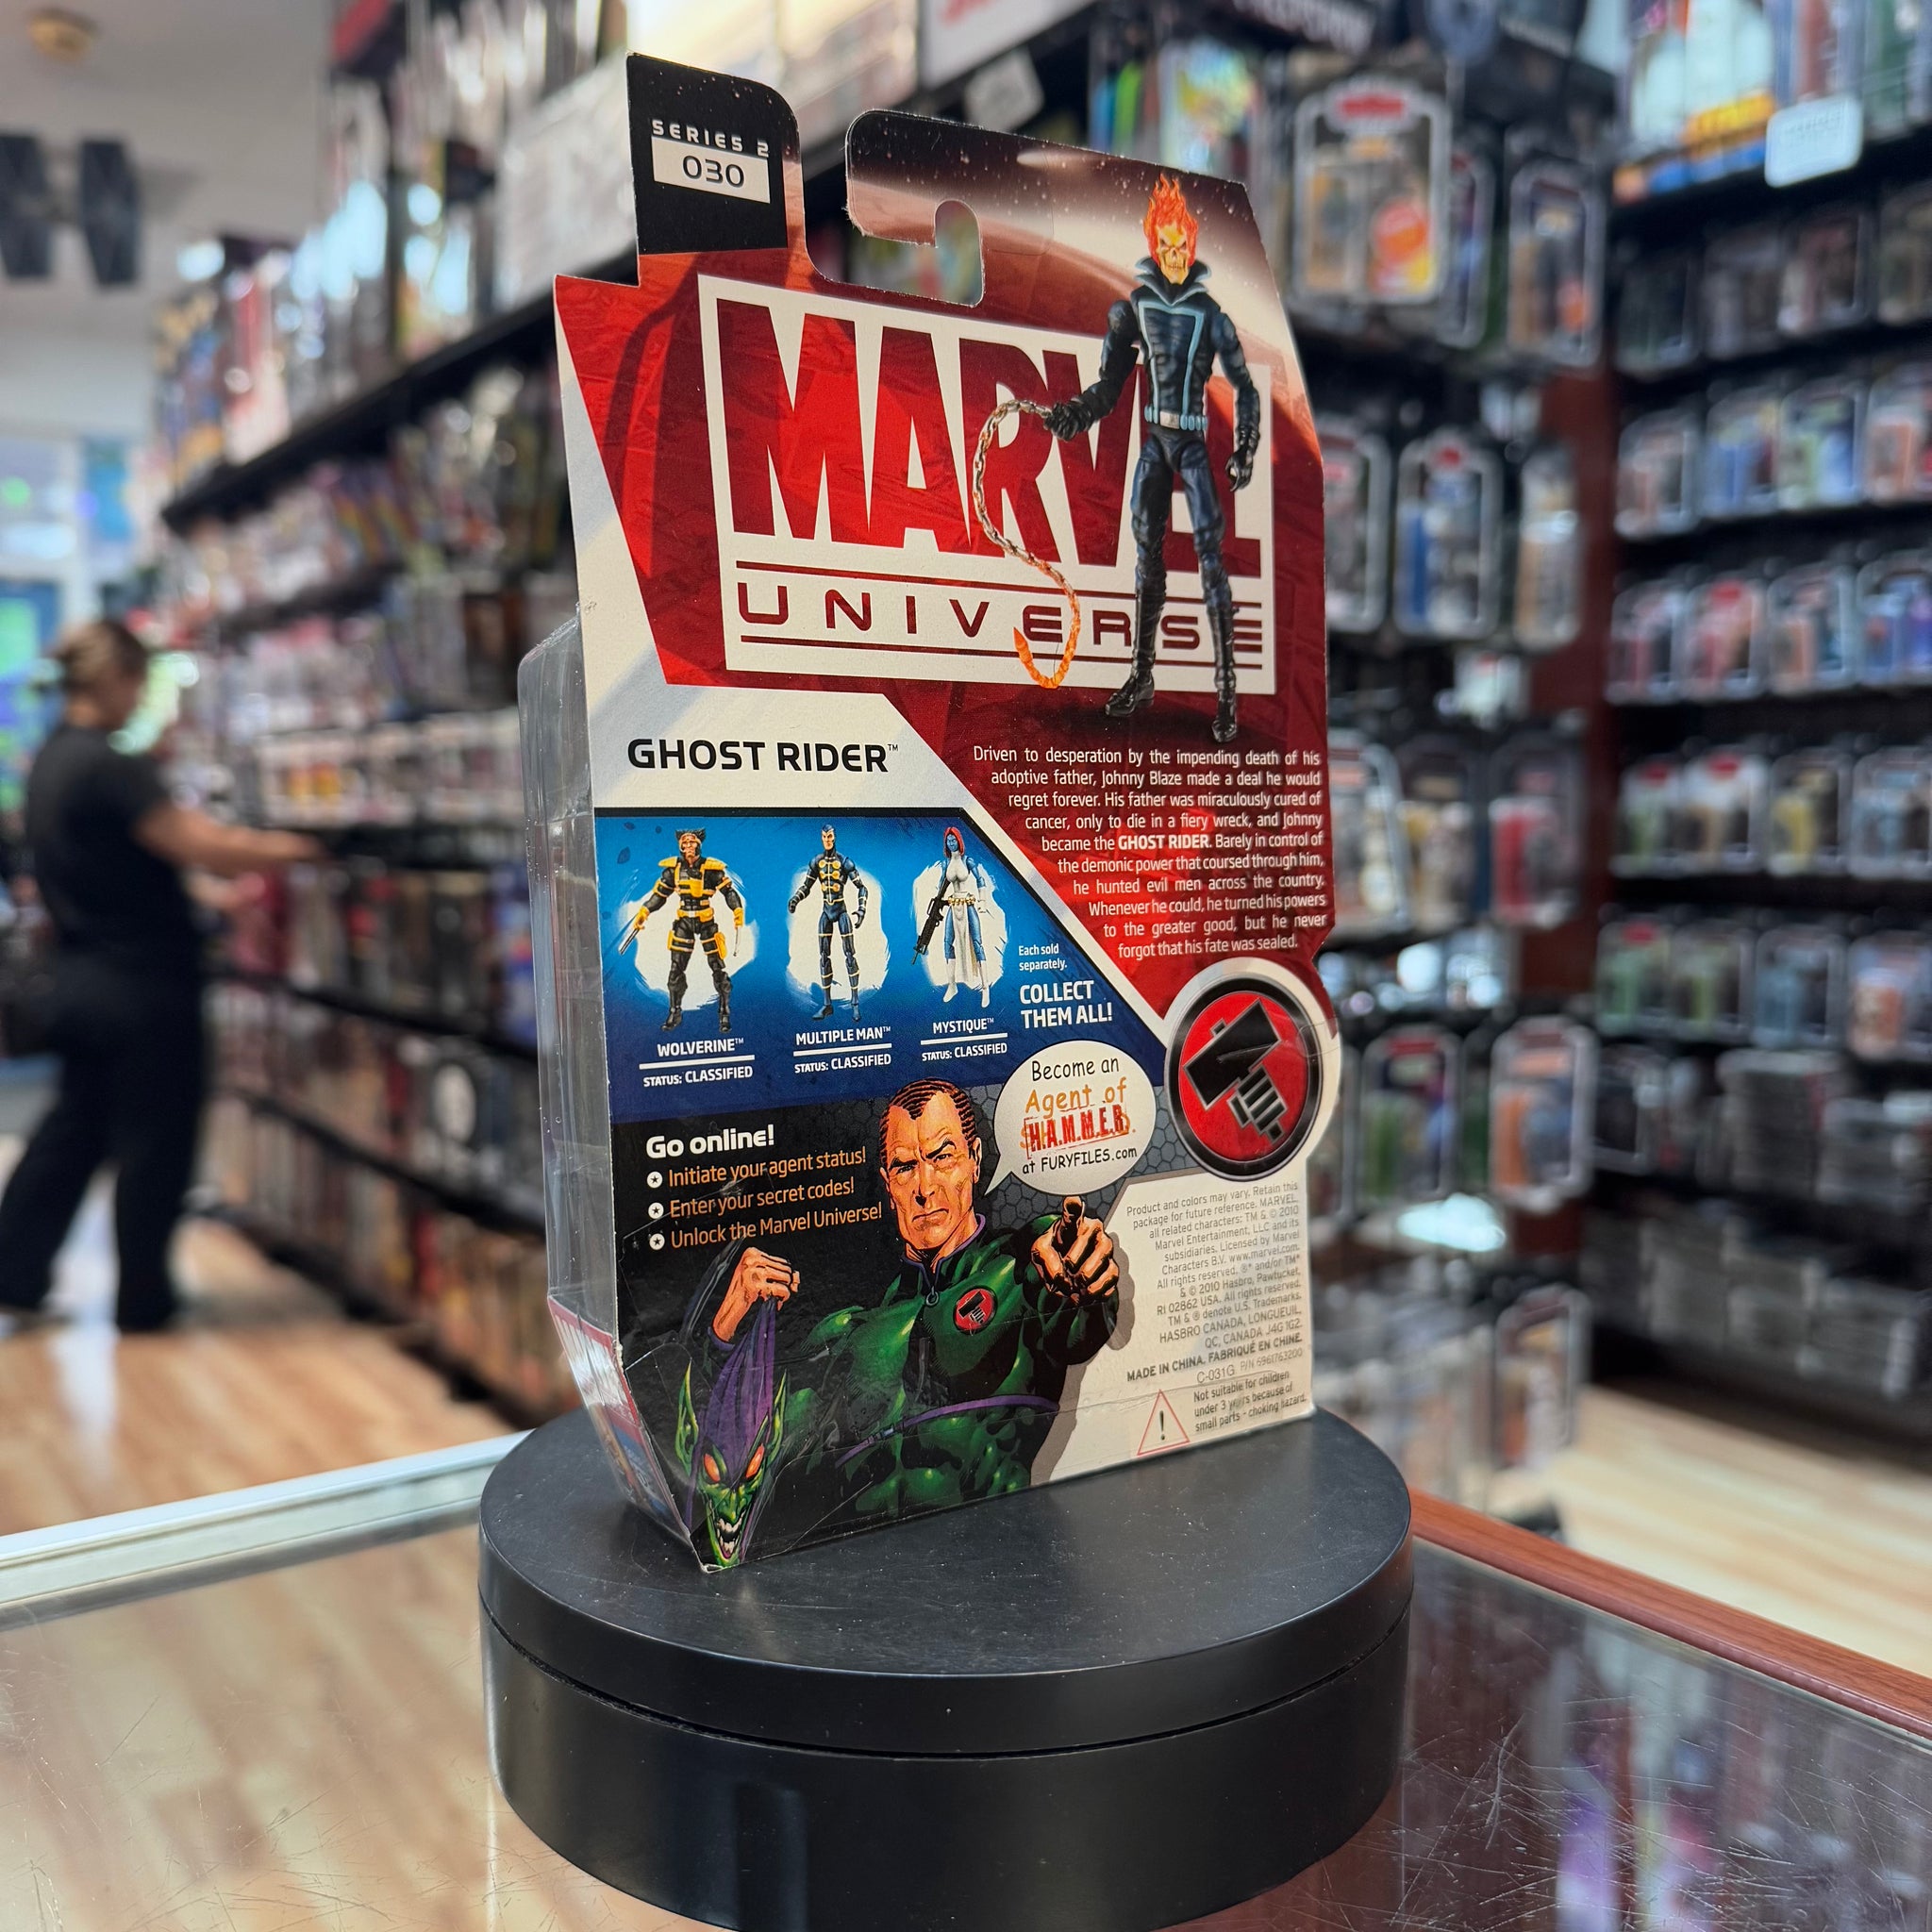 SERIES 2
030
MARVEL
UNIVERSE
GHOST RIDER™
Driven to desperation by the impending death of his
adoptive father, Johnny Blaze made a deal he would
regret forever. His father was miraculously cured of
cancer, only to die in a fiery wreck, and Johnny
became the GHOST RIDER. Barely in control of
the demonic power that coursed through him,
he hunted evil men across the country.
Whenever he could, he turned his powers
to the greater good, but he never
forgot that his fate was sealed.
WOLVERINE™
STATUS: CLASSIFIED
MULTIPLE MAN™
STATUS: CLASSIFIED
MYSTIQUE™
STATUS: CLASSIFIED
Each sold
separately.
COLLECT
THEM ALL!
Go online!
Initiate your agent status!
Enter your secret codes!
Unlock the Marvel Universe!
Become an
Agent of
H.A.M.M.E.R.
at FURYFILES.com
Product and colors may vary. Retain this
package for future reference. MARVEL,
all related characters: TM & © 2010
Marvel Entertainment, LLC and its
subsidiaries. Licensed by Marvel
Characters B.V. www.marvel.com.
All rights reserved. ®* and/or TM*
& © 2010 Hasbro, Pawtucket,
RI 02862 USA. All rights reserved.
TM & ® denote U.S. Trademarks.
HASBRO CANADA, LONGUEUIL,
QC, CANADA J4G 1G2.
MADE IN CHINA. FABRIQUÉ EN CHINE.
C-031G P/N 6961763200
Not suitable for children
under 3 years because of
small parts - choking hazard.